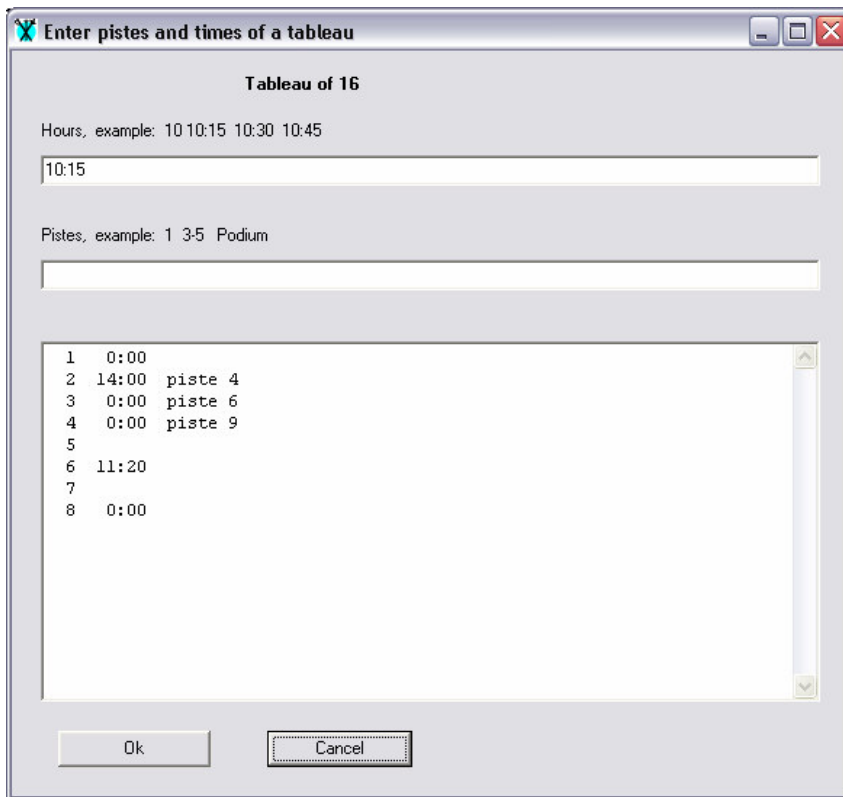 Enter pistes and times of a tableau
Tableau of 16
Hours, example: 10 10:15 10:30 10:45
10:15
Pistes, example: 1 3-5 Podium
1 0:00
2 14:00 piste 4
3 0:00 piste 6
4 0:00 piste 9
5
6 11:20
7
8 0:00
Ok Cancel